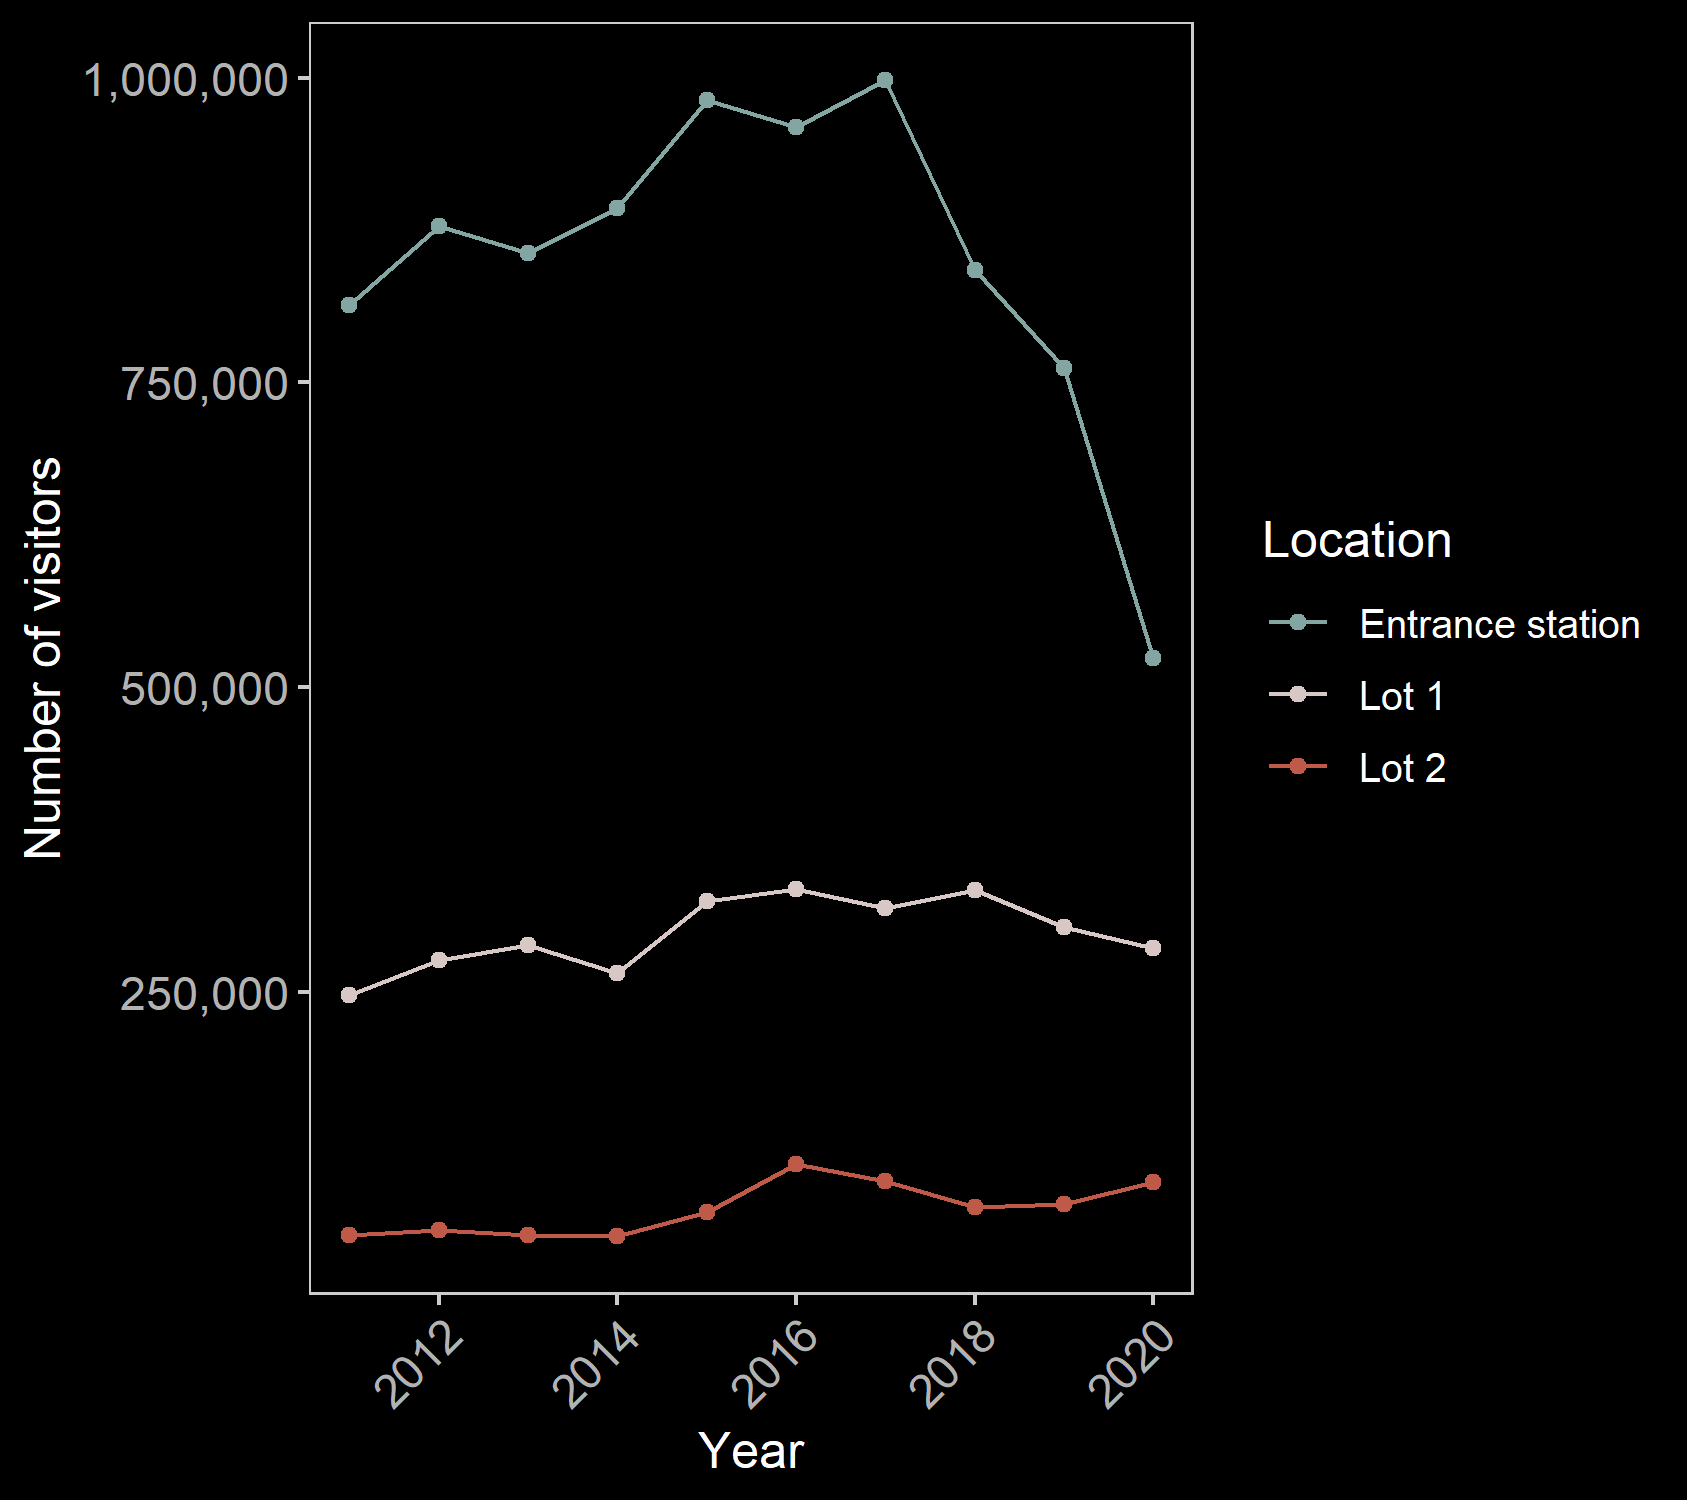 1,000,000
750,000
500,000
250,000
Number of visitors
2012
2014
2016
2018
2020
Year
Location
Entrance station
Lot 1
Lot 2